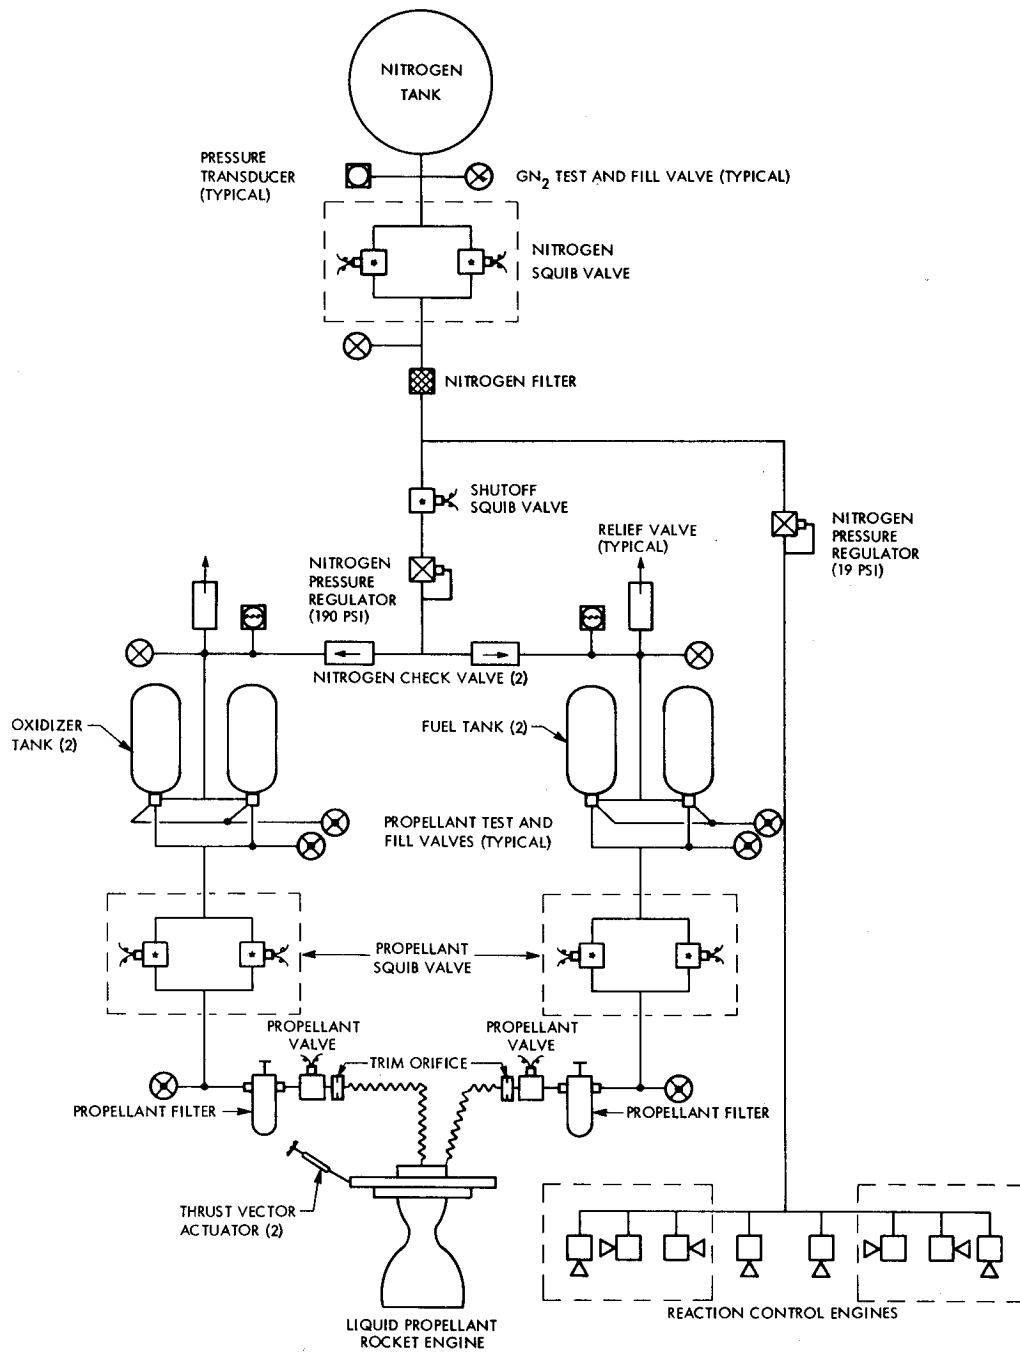 NITROGEN
TANK
PRESSURE
TRANSDUCER
(TYPICAL)
GN2 TEST AND FILL VALVE (TYPICAL)
NITROGEN
SQUIB VALVE
NITROGEN FILTER
SHUTOFF
SQUIB VALVE
RELIEF VALVE
(TYPICAL)
NITROGEN
PRESSURE
REGULATOR
(19 PSI)
NITROGEN
PRESSURE
REGULATOR
(190 PSI)
NITROGEN CHECK VALVE (2)
OXIDIZER
TANK (2)
FUEL TANK (2)
PROPELLANT TEST AND
FILL VALVES (TYPICAL)
PROPELLANT
SQUIB VALVE
PROPELLANT
VALVE
PROPELLANT
VALVE
TRIM ORIFICE
PROPELLANT FILTER
PROPELLANT FILTER
THRUST VECTOR
ACTUATOR (2)
LIQUID PROPELLANT
ROCKET ENGINE
REACTION CONTROL ENGINES